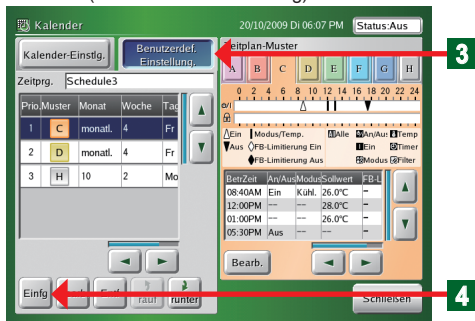 Kalender
20/10/2009 Di 06:07 PM
Status:Aus
Kalender-Einstlg.
Benutzerdef.
Einstellung.
3
Zeitprg.
Schedule3
Prio.
Muster
Monat
Woche
Tag
1
C
monatl.
4
Fr
2
D
monatl.
4
Fr
3
H
10
2
Mo
Einfg
rauf
runter
Zeitplan-Muster
A
B
C
D
E
F
G
H
0 2 4 6 8 10 12 14 16 18 20 22 24
Ein
Modus/Temp.
Alle
An/Aus
Temp
Aus
FB-Limitierung Ein
Ein
Timer
FB-Limitierung Aus
Modus
Filter
BetrZeit An/Aus Modus Sollwert FB-L
08:40AM Ein Kühl. 26.0°C -
12:00PM -- -- 28.0°C -
01:00PM -- -- 26.0°C -
05:30PM Aus -- -- -
Bearb.
Schließen
4